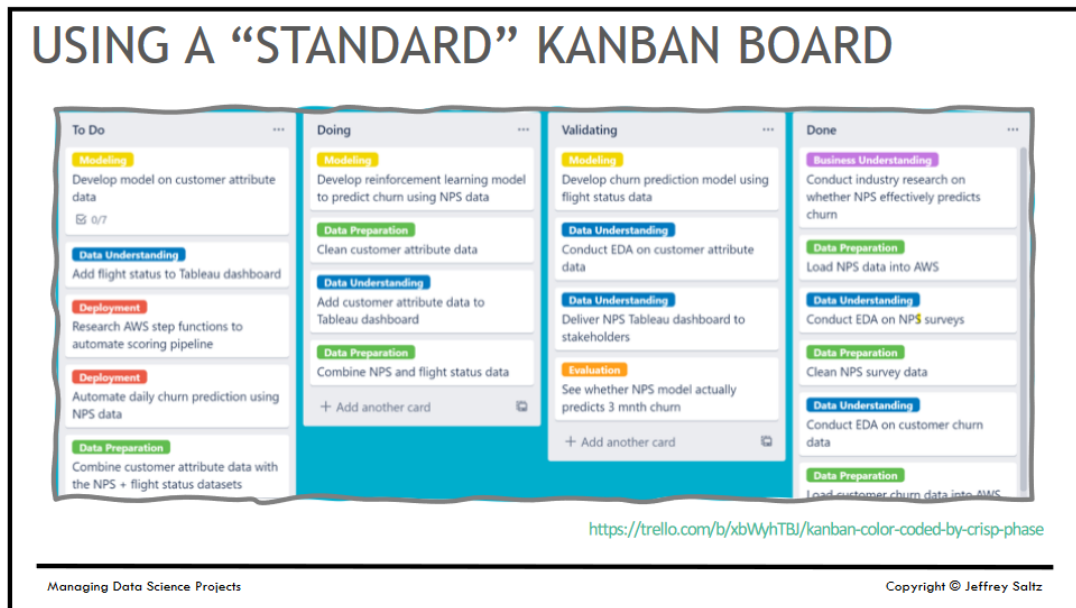 USING A “STANDARD” KANBAN BOARD
To Do
Modeling
Develop model on customer attribute
data
0/7
Data Understanding
Add flight status to Tableau dashboard
Deployment
Research AWS step functions to
automate scoring pipeline
Deployment
Automate daily churn prediction using
NPS data
Data Preparation
Combine customer attribute data with
the NPS + flight status datasets
Doing
Modeling
Develop reinforcement learning model
to predict churn using NPS data
Data Preparation
Clean customer attribute data
Data Understanding
Add customer attribute data to
Tableau dashboard
Data Preparation
Combine NPS and flight status data
+ Add another card
Validating
Modeling
Develop churn prediction model using
flight status data
Data Understanding
Conduct EDA on customer attribute
data
Data Understanding
Deliver NPS Tableau dashboard to
stakeholders
Evaluation
See whether NPS model actually
predicts 3 mnth churn
+ Add another card
Done
Business Understanding
Conduct industry research on
whether NPS effectively predicts
churn
Data Preparation
Load NPS data into AWS
Data Understanding
Conduct EDA on NPS surveys
Data Preparation
Clean NPS survey data
Data Understanding
Conduct EDA on customer churn
data
Data Preparation
Load customer churn data into AWS
https://trello.com/b/xbWyhTBJ/kanban-color-coded-by-crisp-phase
Managing Data Science Projects
Copyright © Jeffrey Saltz